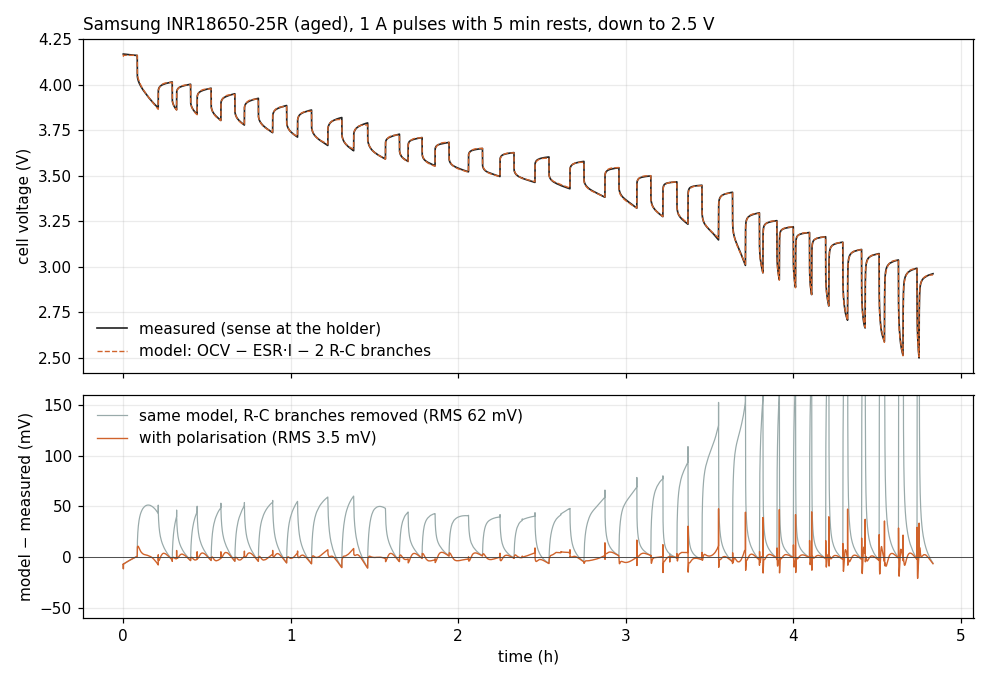 Samsung INR18650-25R (aged), 1 A pulses with 5 min rests, down to 2.5 V
4.25
4.00
3.75
3.50
3.25
3.00
2.75
2.50
cell voltage (V)
measured (sense at the holder)
model: OCV − ESR·I − 2 R-C branches
150
100
50
0
−50
model − measured (mV)
same model, R-C branches removed (RMS 62 mV)
with polarisation (RMS 3.5 mV)
0
1
2
3
4
5
time (h)